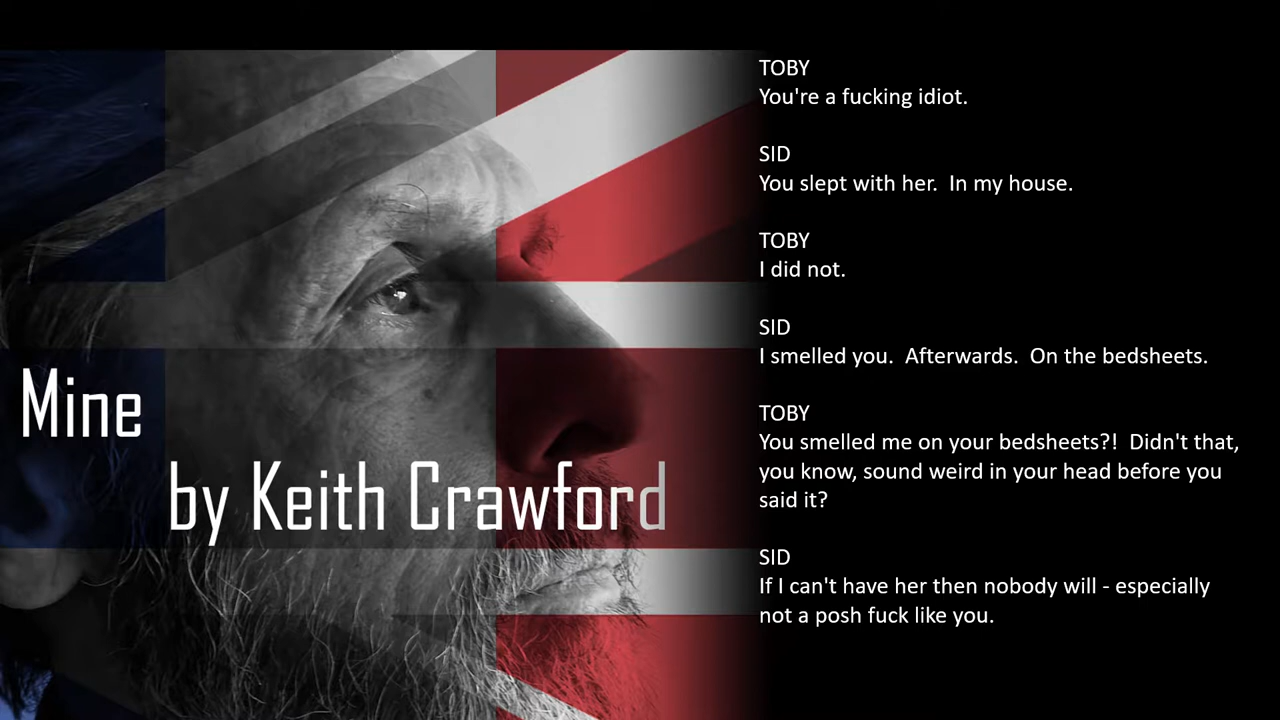 Mine
by Keith Crawford
TOBY
You're a fucking idiot.
SID
You slept with her.  In my house.
TOBY
I did not.
SID
I smelled you.  Afterwards.  On the bedsheets.
TOBY
You smelled me on your bedsheets?!  Didn't that,
you know, sound weird in your head before you
said it?
SID
If I can't have her then nobody will - especially
not a posh fuck like you.